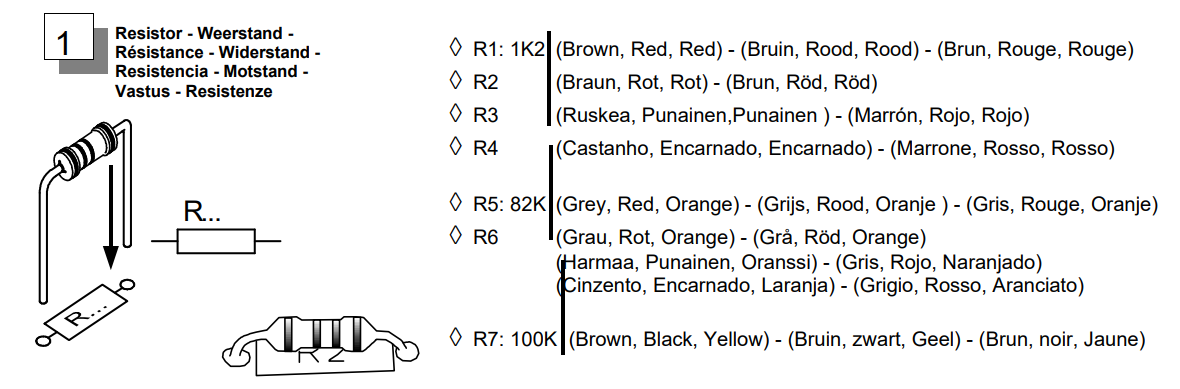 1
Resistor - Weerstand -
Résistance - Widerstand -
Resistencia - Motstand -
Vastus - Resistenze
R...
R...
R 2
◊ R1: 1K2 (Brown, Red, Red) - (Bruin, Rood, Rood) - (Brun, Rouge, Rouge)
◊ R2 (Braun, Rot, Rot) - (Brun, Röd, Röd)
◊ R3 (Ruskea, Punainen,Punainen ) - (Marrón, Rojo, Rojo)
◊ R4 (Castanho, Encarnado, Encarnado) - (Marrone, Rosso, Rosso)
◊ R5: 82K (Grey, Red, Orange) - (Grijs, Rood, Oranje ) - (Gris, Rouge, Oranje)
◊ R6 (Grau, Rot, Orange) - (Grå, Röd, Orange)
(Harmaa, Punainen, Oranssi) - (Gris, Rojo, Naranjado)
(Cinzento, Encarnado, Laranja) - (Grigio, Rosso, Aranciato)
◊ R7: 100K (Brown, Black, Yellow) - (Bruin, zwart, Geel) - (Brun, noir, Jaune)